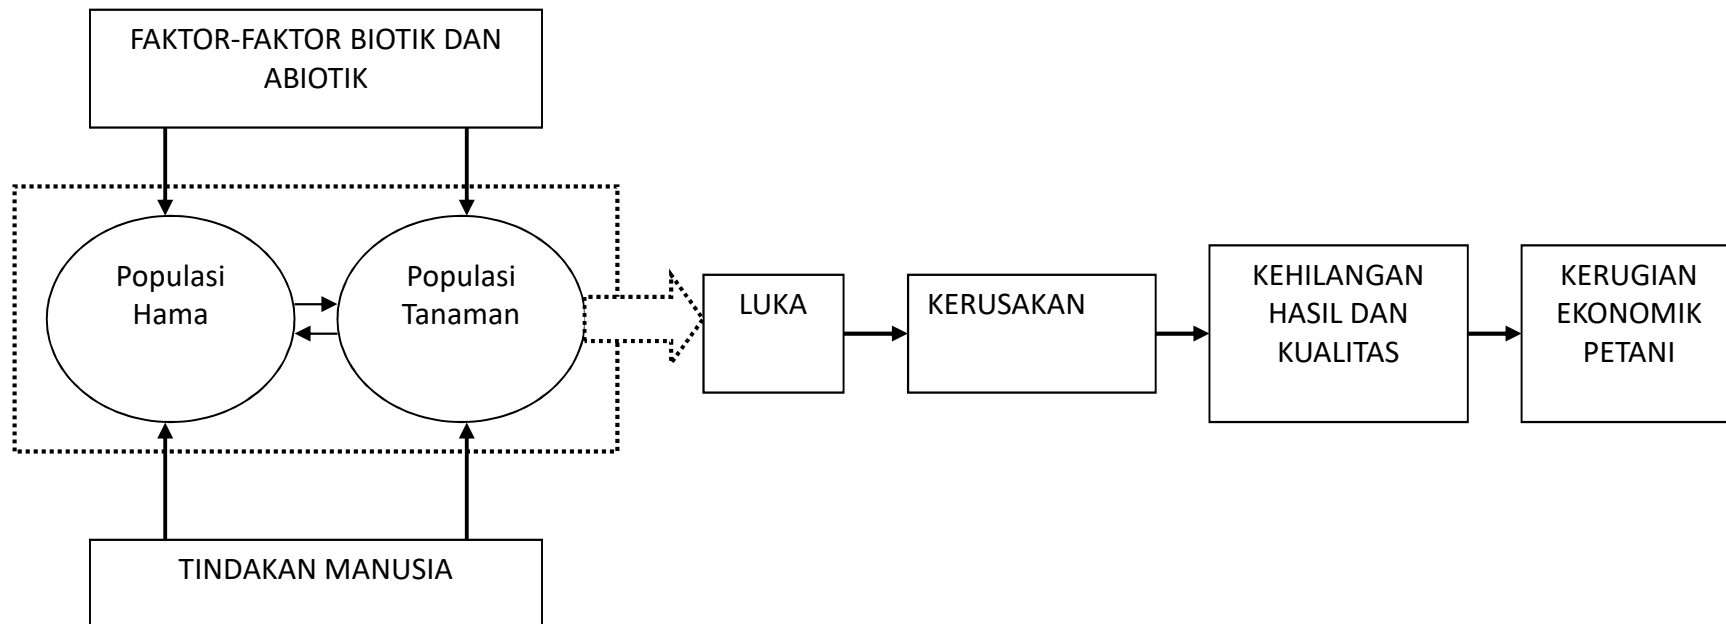 FAKTOR-FAKTOR BIOTIK DAN
ABIOTIK
Populasi
Hama
Populasi
Tanaman
LUKA
KERUSAKAN
KEHILANGAN
HASIL DAN
KUALITAS
KERUGIAN
EKONOMIK
PETANI
TINDAKAN MANUSIA